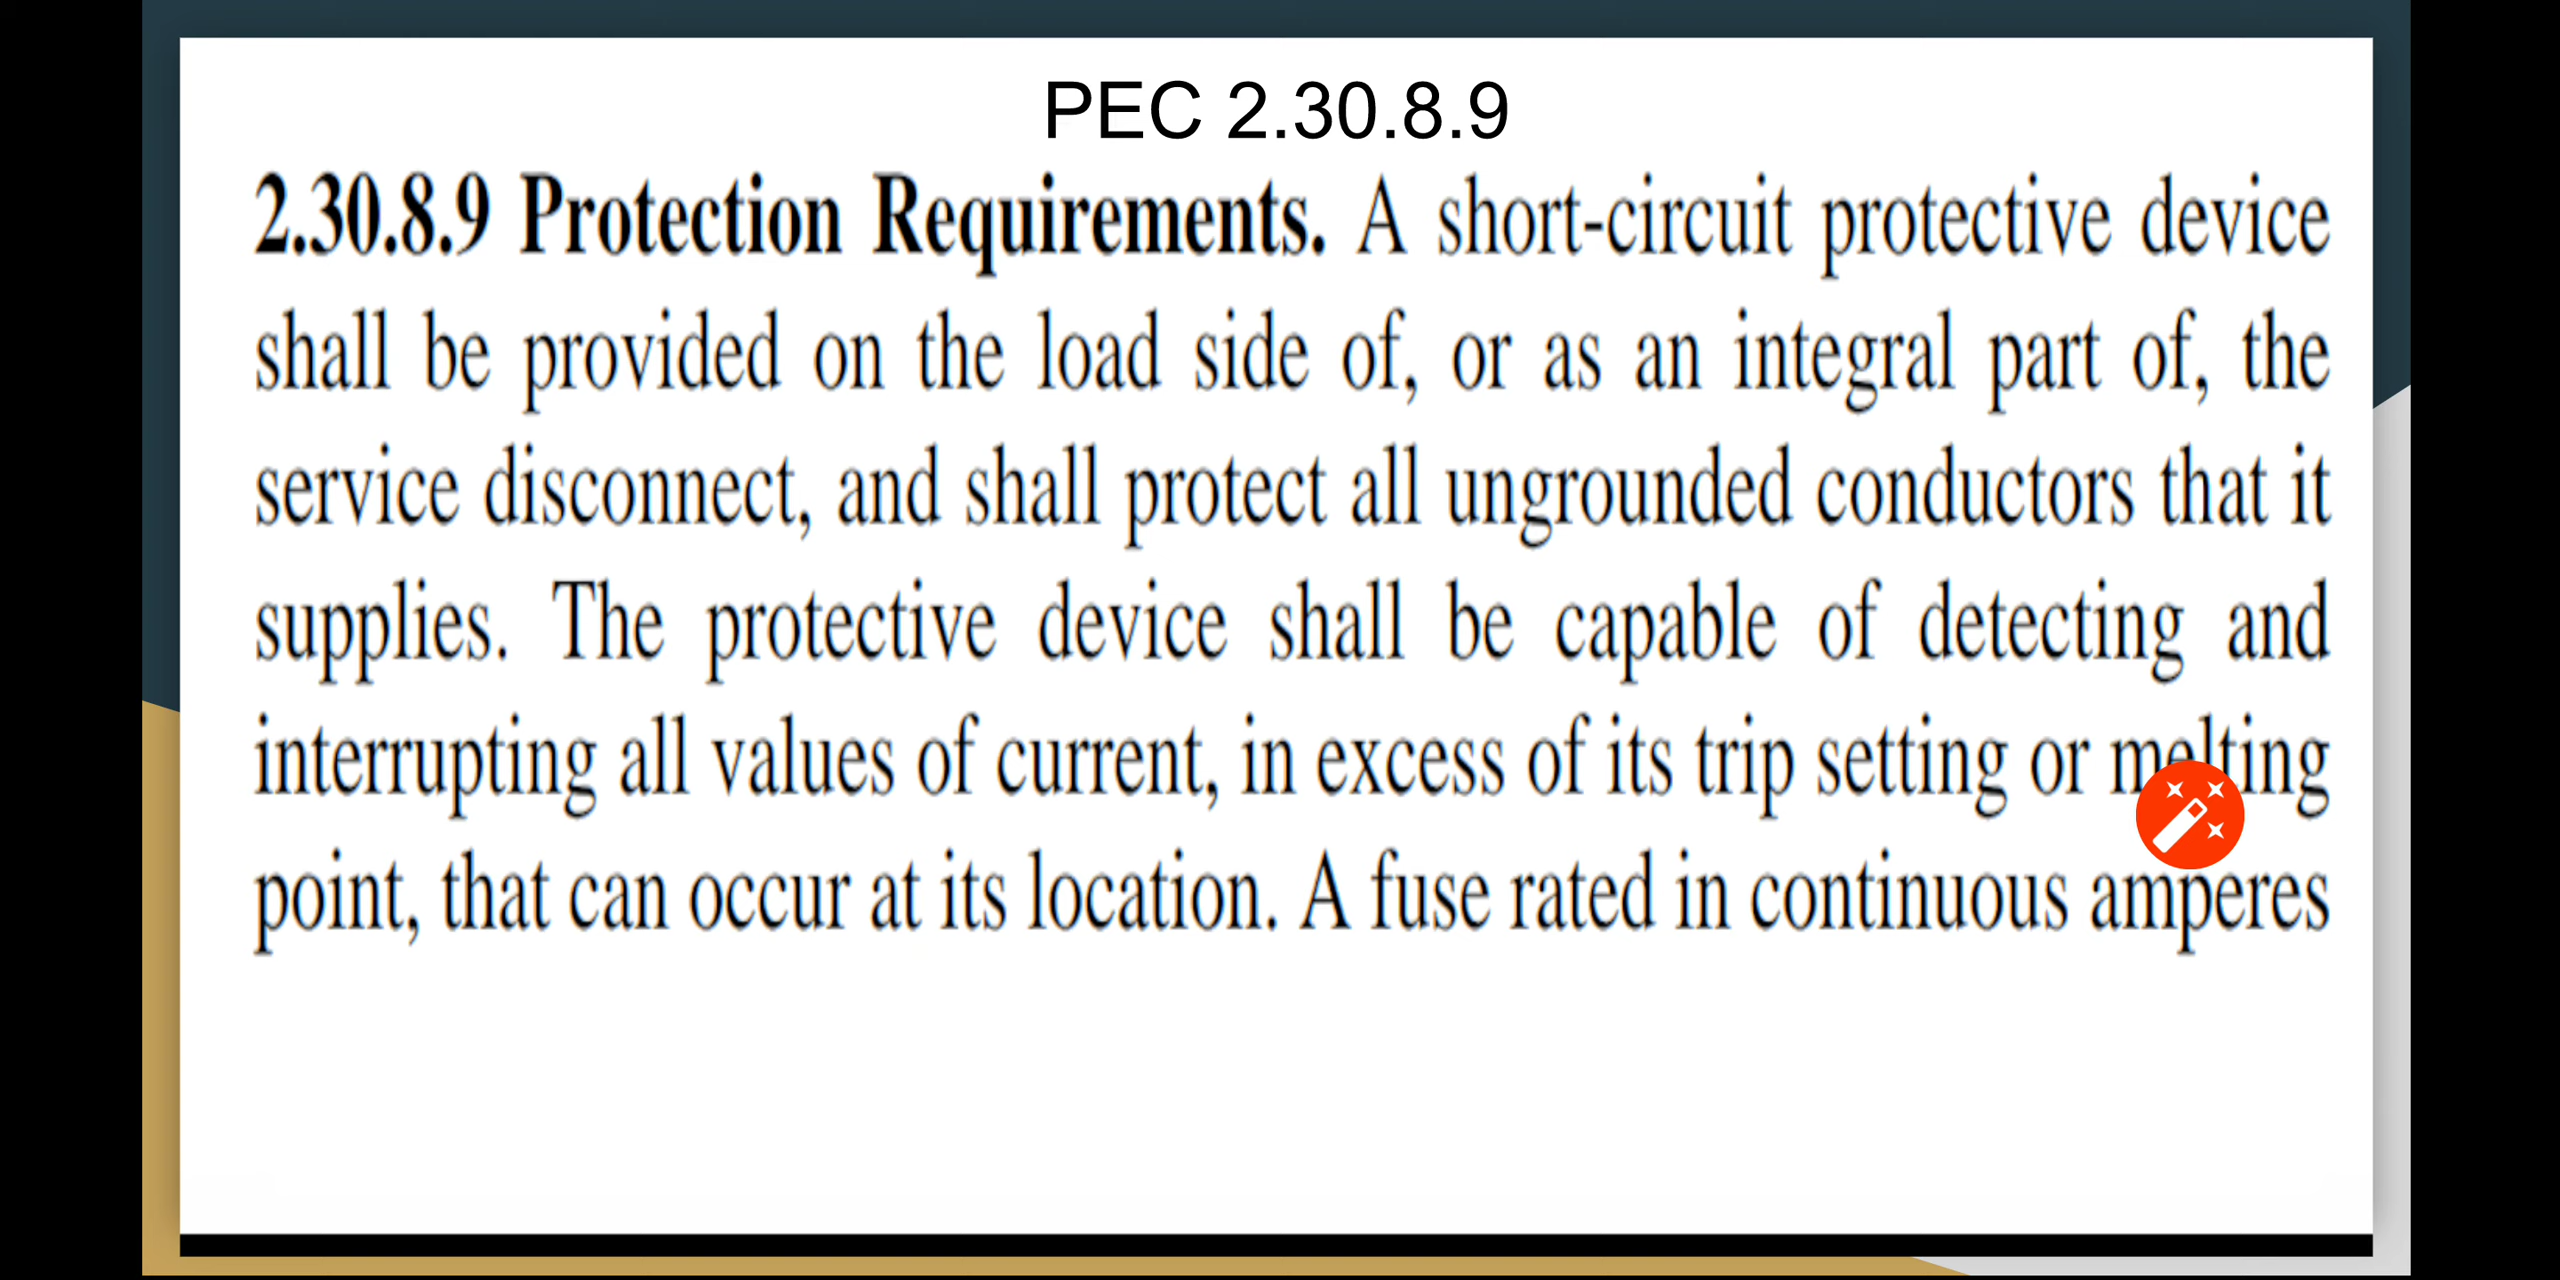 PEC 2.30.8.9
2.30.8.9 Protection Requirements. A short-circuit protective device
shall be provided on the load side of, or as an integral part of, the
service disconnect, and shall protect all ungrounded conductors that it
supplies. The protective device shall be capable of detecting and
interrupting all values of current, in excess of its trip setting or melting
point, that can occur at its location. A fuse rated in continuous amperes